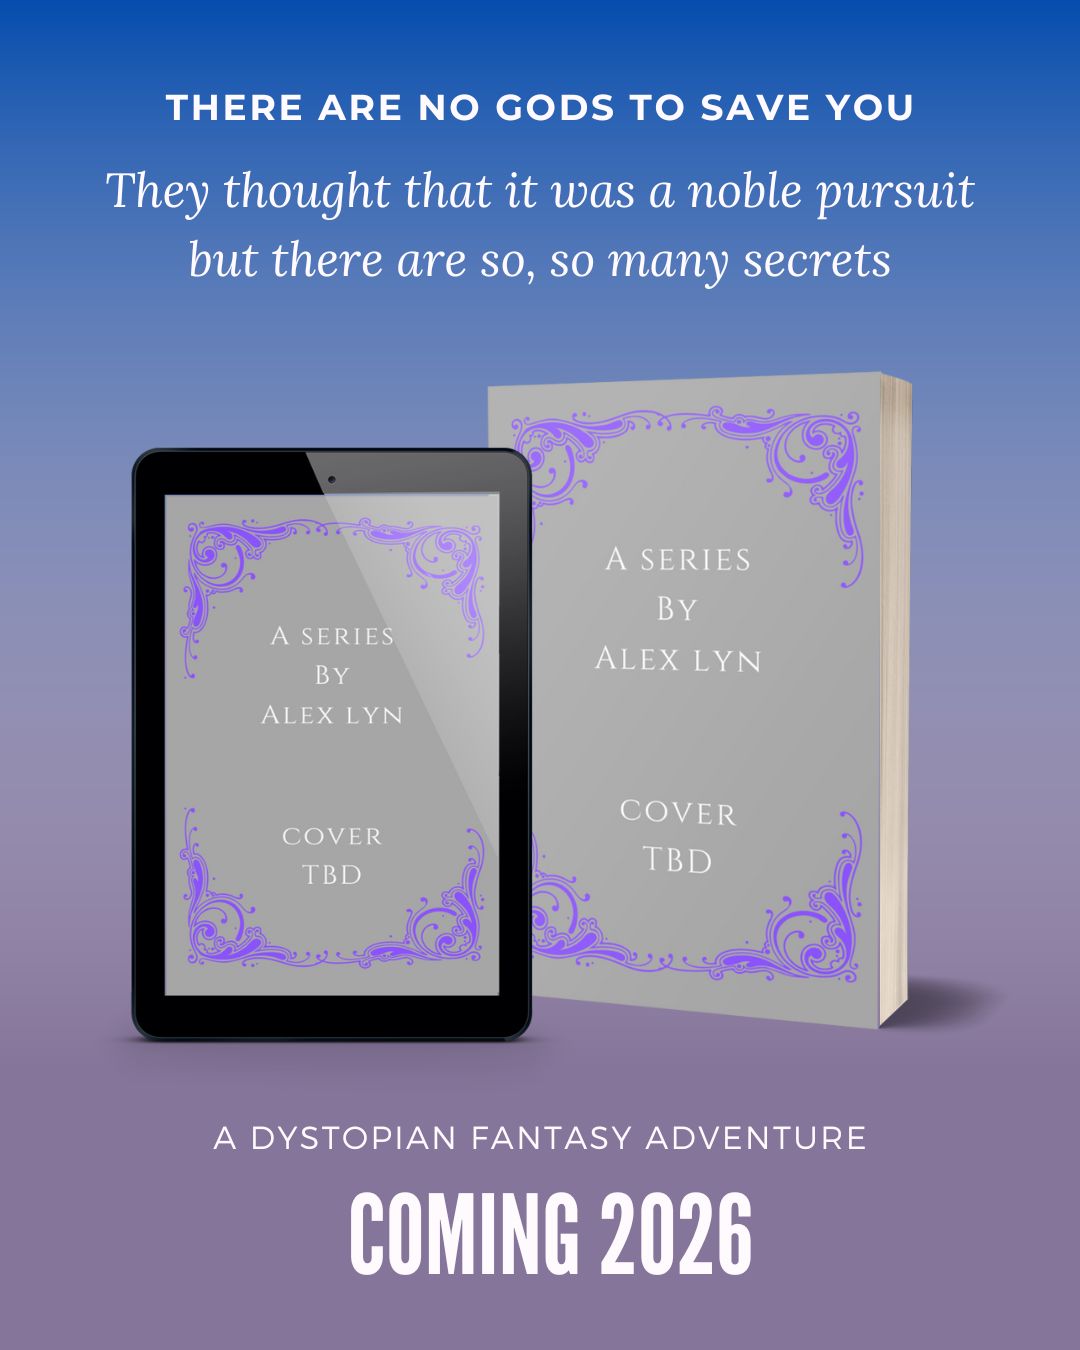 THERE ARE NO GODS TO SAVE YOU
They thought that it was a noble pursuit
but there are so, so many secrets
A SERIES
BY
ALEX LYN
COVER
TBD
A SERIES
BY
ALEX LYN
COVER
TBD
A DYSTOPIAN FANTASY ADVENTURE
COMING 2026